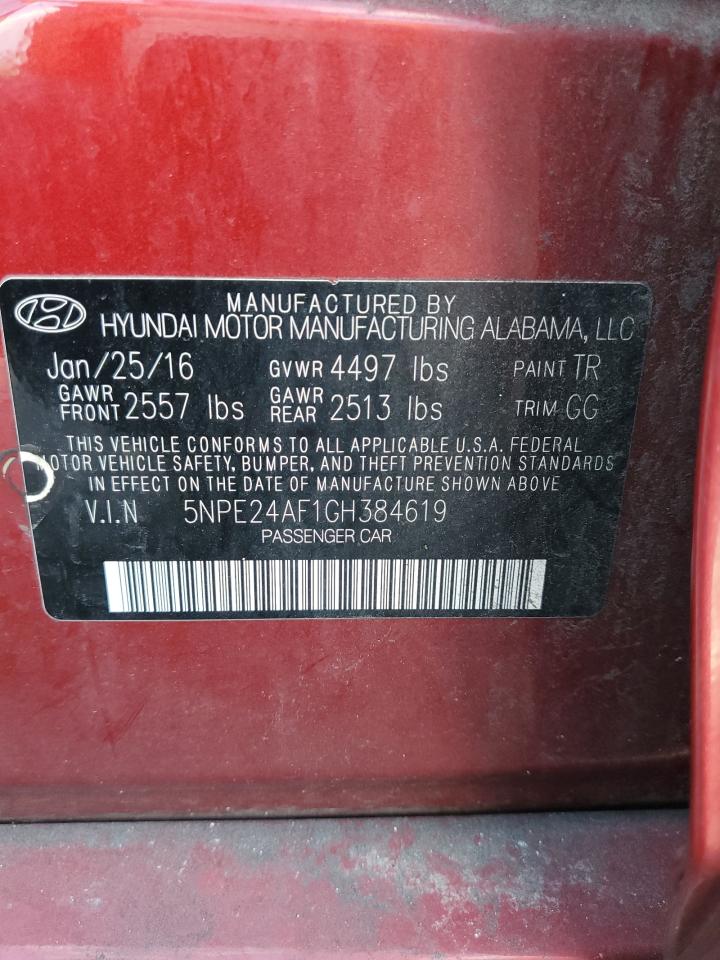 MANUFACTURED BY
HYUNDAI MOTOR MANUFACTURING ALABAMA, LLC
Jan/25/16 GVWR 4497 lbs PAINT TR
GAWR FRONT 2557 lbs GAWR REAR 2513 lbs TRIM GG
THIS VEHICLE CONFORMS TO ALL APPLICABLE U.S.A. FEDERAL
MOTOR VEHICLE SAFETY, BUMPER, AND THEFT PREVENTION STANDARDS
IN EFFECT ON THE DATE OF MANUFACTURE SHOWN ABOVE
V.I.N 5NPE24AF1GH384619
PASSENGER CAR